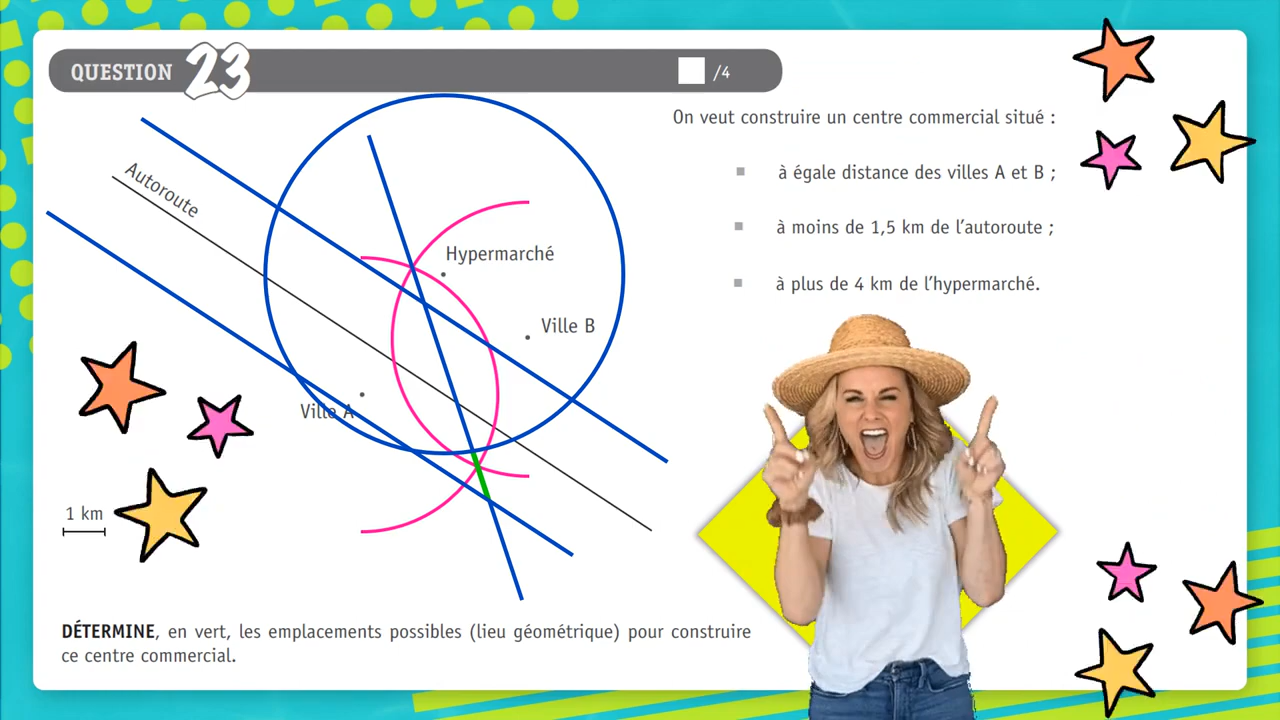 QUESTION 23
/4
On veut construire un centre commercial situé :
à égale distance des villes A et B ;
à moins de 1,5 km de l'autoroute ;
à plus de 4 km de l'hypermarché.
Autoroute
Hypermarché
Ville B
Ville A
1 km
DÉTERMINE, en vert, les emplacements possibles (lieu géométrique) pour construire
ce centre commercial.